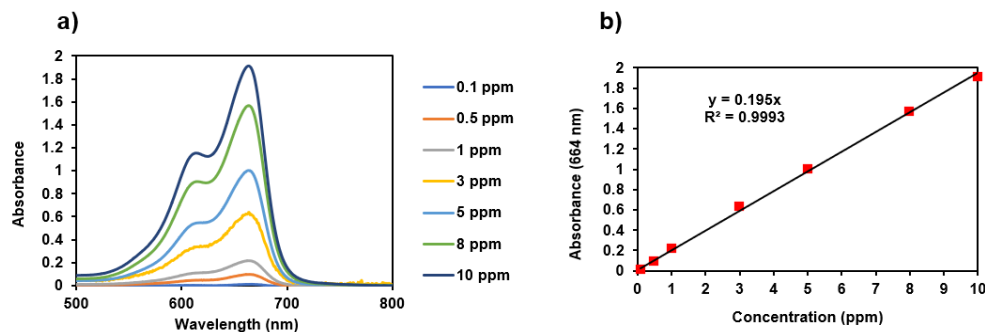 a)
Absorbance
2
1.8
1.6
1.4
1.2
1
0.8
0.6
0.4
0.2
0
500
600
700
800
Wavelength (nm)
0.1 ppm
0.5 ppm
1 ppm
3 ppm
5 ppm
8 ppm
10 ppm
b)
Absorbance (664 nm)
2
1.8
1.6
1.4
1.2
1
0.8
0.6
0.4
0.2
0
y = 0.195x
R² = 0.9993
0
1
2
3
4
5
6
7
8
9
10
Concentration (ppm)